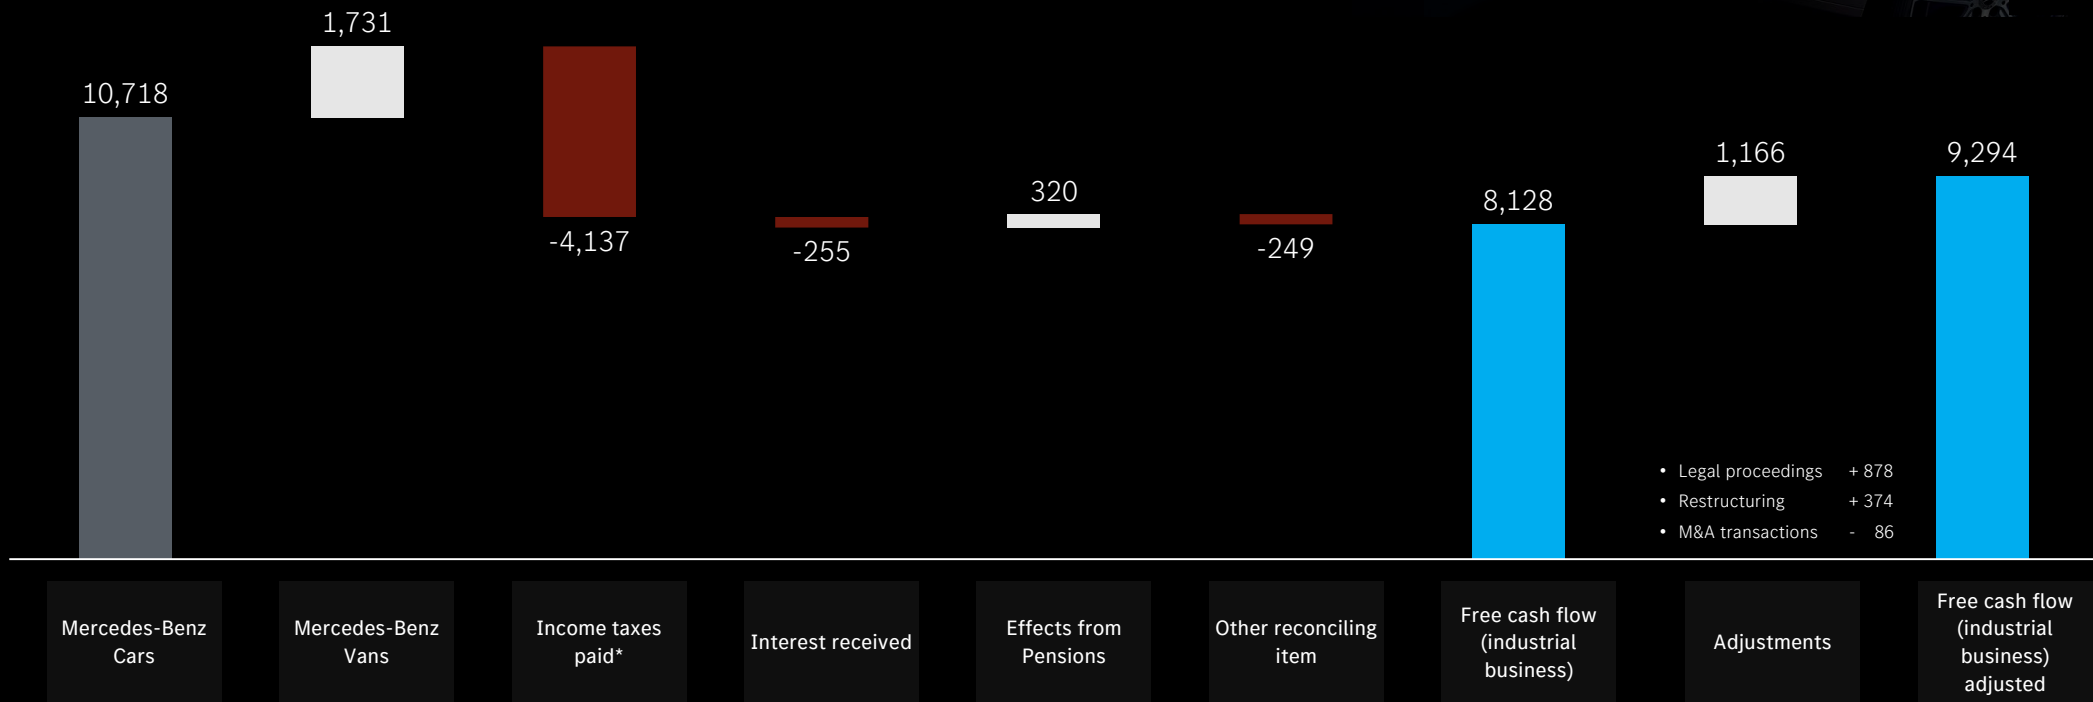 1,731
10,718
-4,137
-255
320
-249
8,128
1,166
9,294
• Legal proceedings + 878
• Restructuring + 374
• M&A transactions - 86
Mercedes-Benz
Cars
Mercedes-Benz
Vans
Income taxes
paid*
Interest received
Effects from
Pensions
Other reconciling
item
Free cash flow
(industrial
business)
Adjustments
Free cash flow
(industrial
business)
adjusted